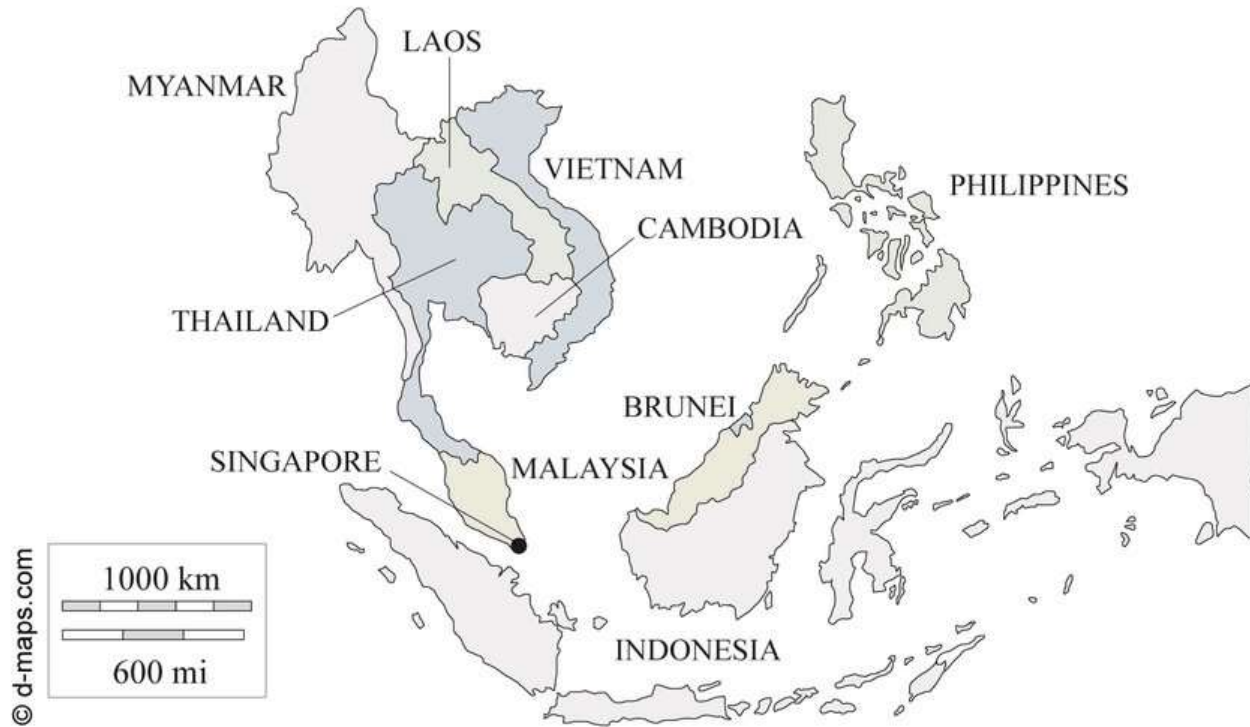 LAOS
MYANMAR
VIETNAM
PHILIPPINES
CAMBODIA
THAILAND
BRUNEI
SINGAPORE
MALAYSIA
1000 km
600 mi
INDONESIA
© d-maps.com